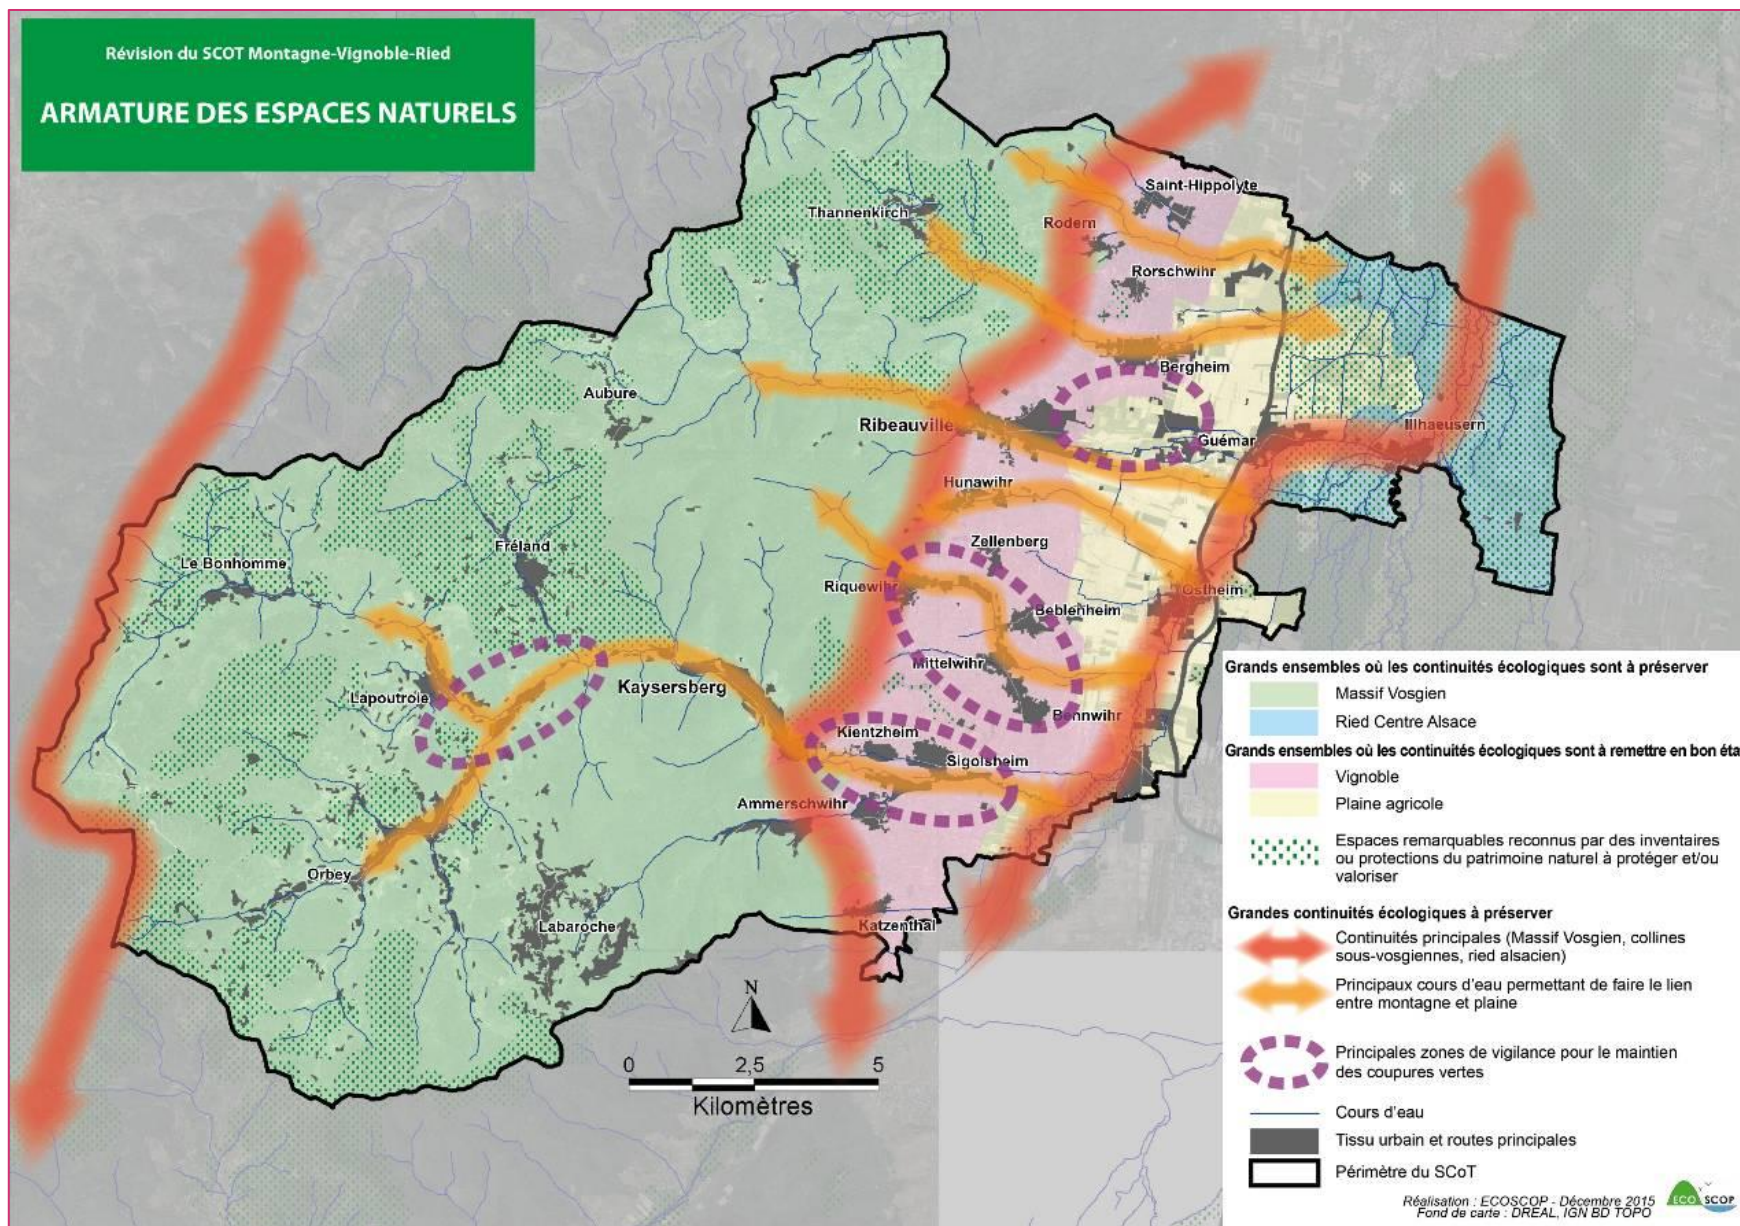 Révision du SCOT Montagne-Vignoble-Ried
ARMATURE DES ESPACES NATURELS
Saint-Hippolyte
Thannenkirch
Rodern
Rorschwihr
Bergheim
Aubure
Ribeauville
Guémar
Illhaeusern
Hunawihr
Zellenberg
Fréland
Le Bonhomme
Riquewihr
Ostheim
Beblenheim
Mittelwihr
Lapoutroie
Kaysersberg
Bennwihr
Kientzheim
Sigolsheim
Ammerschwihr
Orbey
Labaroche
Katzenthal
N
0 2,5 5
Kilomètres
Grands ensembles où les continuités écologiques sont à préserver
Massif Vosgien
Ried Centre Alsace
Grands ensembles où les continuités écologiques sont à remettre en bon éta
Vignoble
Plaine agricole
Espaces remarquables reconnus par des inventaires
ou protections du patrimoine naturel à protéger et/ou
valoriser
Grandes continuités écologiques à préserver
Continuités principales (Massif Vosgien, collines
sous-vosgiennes, ried alsacien)
Principaux cours d'eau permettant de faire le lien
entre montagne et plaine
Principales zones de vigilance pour le maintien
des coupures vertes
Cours d'eau
Tissu urbain et routes principales
Périmètre du SCoT
Réalisation : ECOSCOP - Décembre 2015
Fond de carte : DREAL, IGN BD TOPO
ECO SCOP